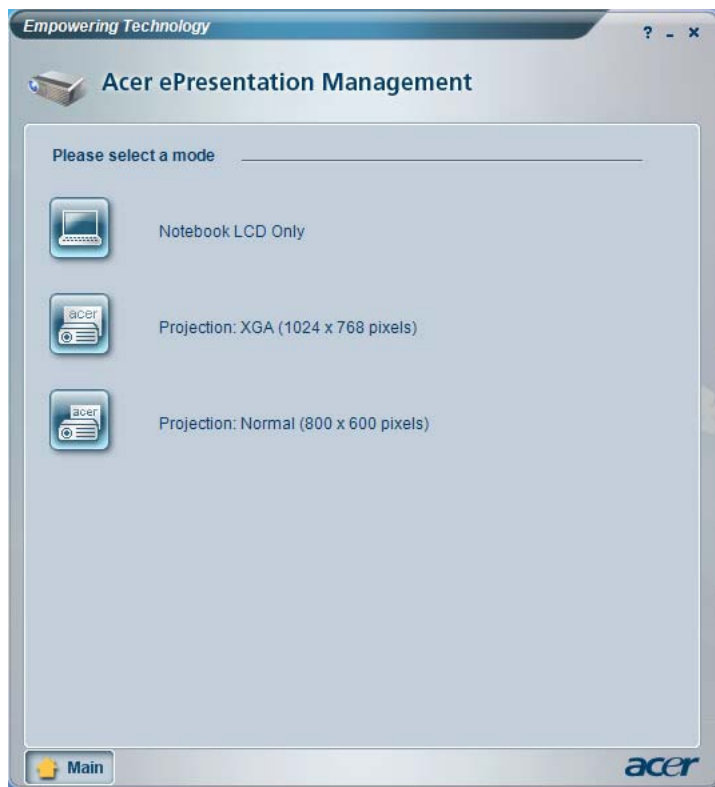 Empowering Technology
? - x
Acer ePresentation Management
Please select a mode
Notebook LCD Only
acer
Projection: XGA (1024 x 768 pixels)
acer
Projection: Normal (800 x 600 pixels)
Main
acer